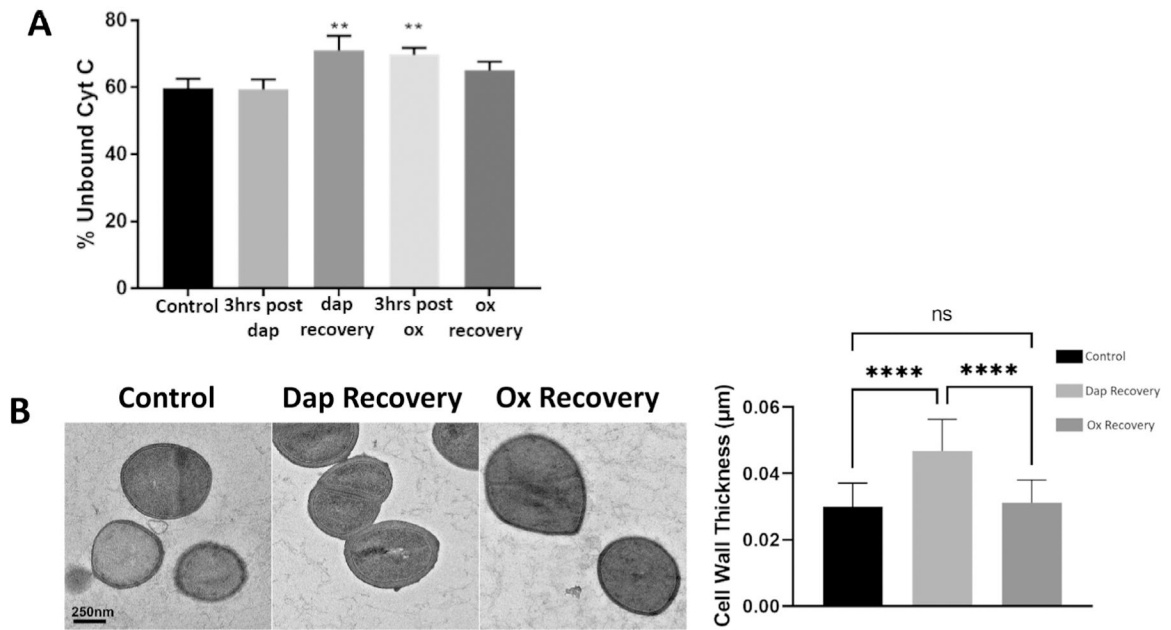 A
% Unbound Cyt C
80
60
40
20
0
** **
Control 3hrs post dap 3hrs post ox
dap recovery ox recovery
B
Control Dap Recovery Ox Recovery
250nm
Cell Wall Thickness (µm)
0.06
0.04
0.02
0.00
ns
**** ****
Control
Dap Recovery
Ox Recovery